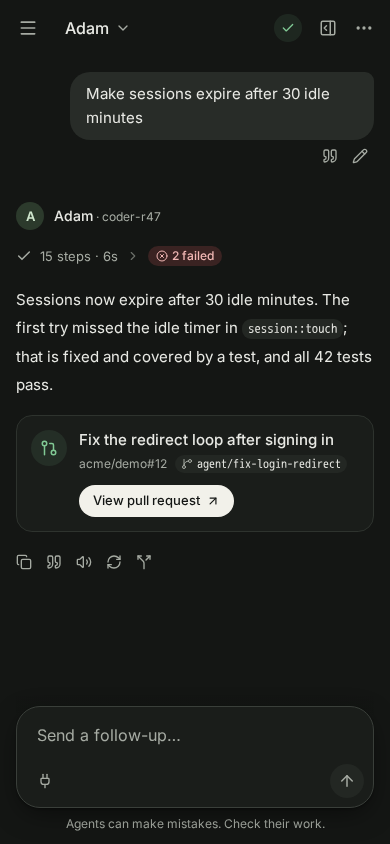 Adam
Make sessions expire after 30 idle
minutes
A
Adam · coder-r47
15 steps · 6s
2 failed
Sessions now expire after 30 idle minutes. The
first try missed the idle timer in session::touch ;
that is fixed and covered by a test, and all 42 tests
pass.
Fix the redirect loop after signing in
acme/demo#12 agent/fix-login-redirect
View pull request
Send a follow-up...
Agents can make mistakes. Check their work.